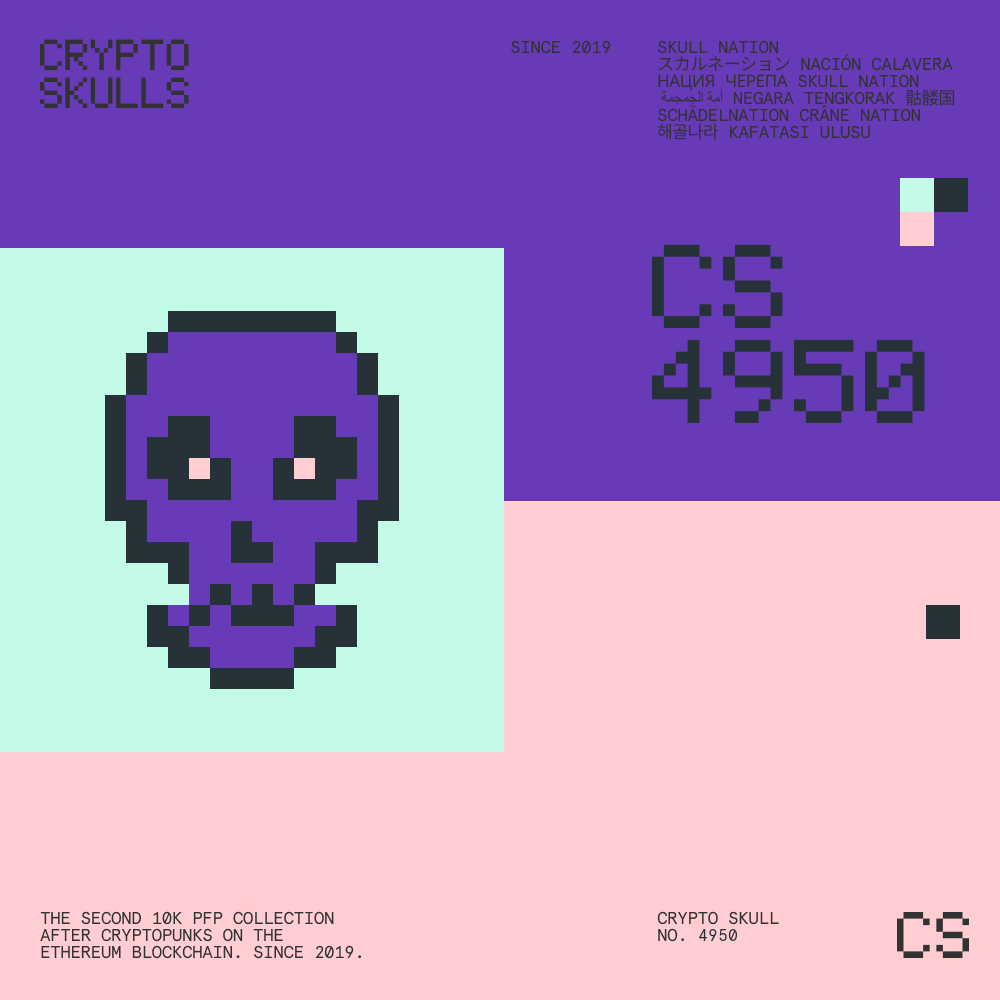 CRYPTO
SKULLS
SINCE 2019
SKULL NATION
スカルネーション NACIÓN CALAVERA
НАЦИЯ ЧЕРЕПА SKULL NATION
أمة الجمجمة NEGARA TENGKORAK 骷髅国
SCHÄDELNATION CRÂNE NATION
해골나라 KAFATASI ULUSU
CS
4950
THE SECOND 10K PFP COLLECTION
AFTER CRYPTOPUNKS ON THE
ETHEREUM BLOCKCHAIN. SINCE 2019.
CRYPTO SKULL
NO. 4950
CS